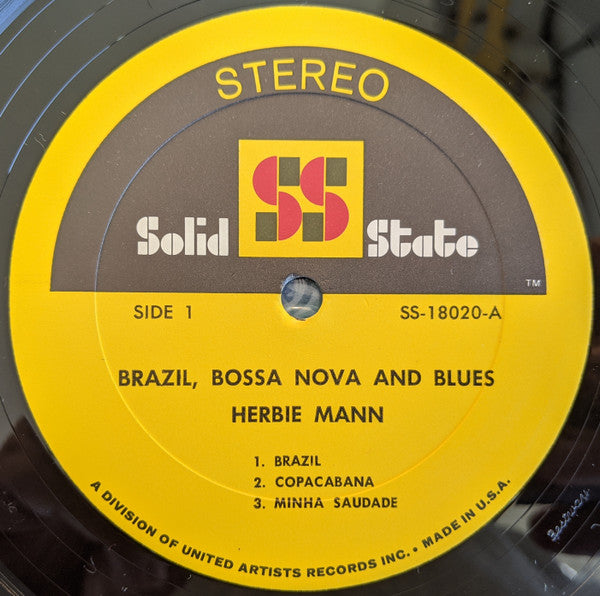 STEREO
SS
Solid State
TM
SIDE 1 SS-18020-A
BRAZIL, BOSSA NOVA AND BLUES
HERBIE MANN
1. BRAZIL
2. COPACABANA
3. MINHA SAUDADE
A DIVISION OF UNITED ARTISTS RECORDS INC. • MADE IN U.S.A.